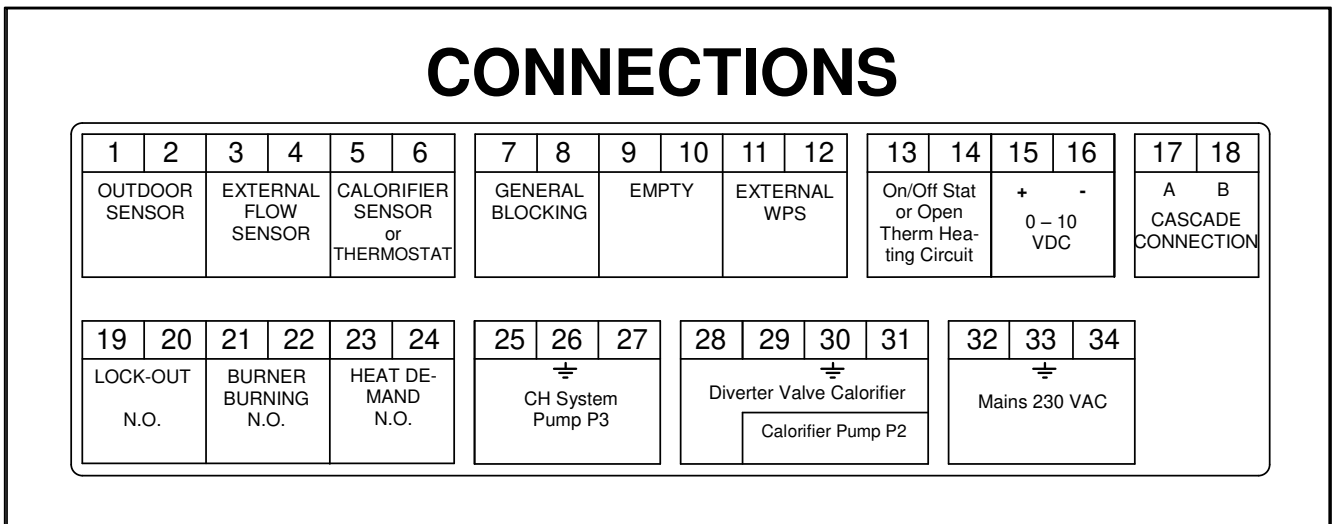 CONNECTIONS
1 2 3 4 5 6 7 8 9 10 11 12 13 14 15 16 17 18
OUTDOOR
SENSOR
EXTERNAL
FLOW
SENSOR
CALORIFIER
SENSOR
or
THERMOSTAT
GENERAL
BLOCKING
EMPTY
EXTERNAL
WPS
On/Off Stat
or Open
Therm Hea-
ting Circuit
+ -
0 – 10
VDC
A B
CASCADE
CONNECTION
19 20 21 22 23 24 25 26 27 28 29 30 31 32 33 34
LOCK-OUT
N.O.
BURNER
BURNING
N.O.
HEAT DE-
MAND
N.O.
CH System
Pump P3
Diverter Valve Calorifier
Calorifier Pump P2
Mains 230 VAC